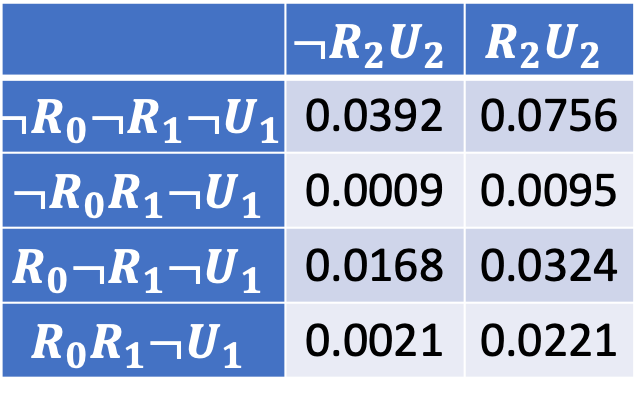 ¬R₂U₂ R₂U₂
¬R₀¬R₁¬U₁ 0.0392 0.0756
¬R₀R₁¬U₁ 0.0009 0.0095
R₀¬R₁¬U₁ 0.0168 0.0324
R₀R₁¬U₁ 0.0021 0.0221